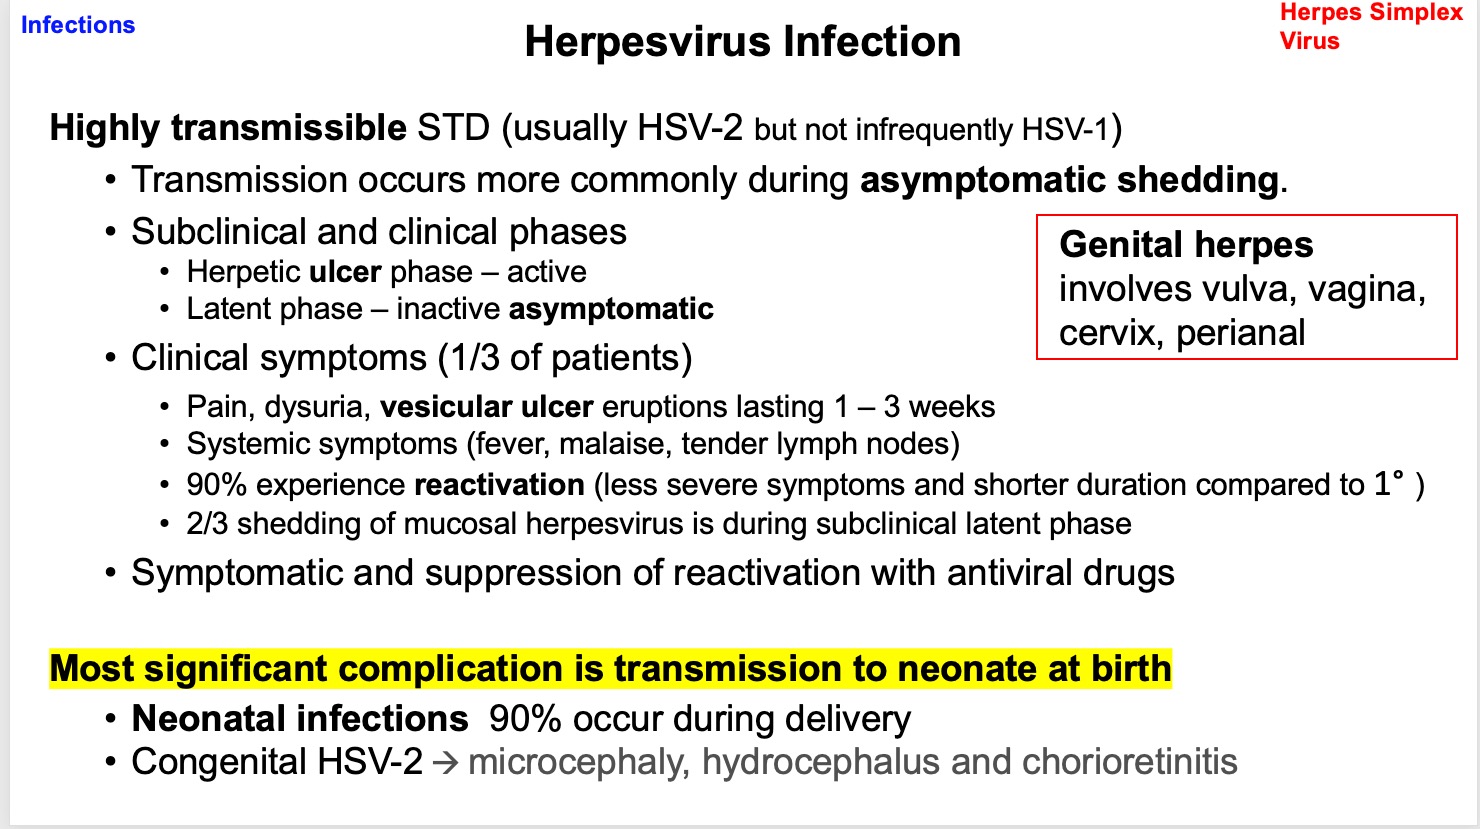 Infections
Herpes Simplex
Virus
Herpesvirus Infection
Highly transmissible STD (usually HSV-2 but not infrequently HSV-1)
• Transmission occurs more commonly during asymptomatic shedding.
• Subclinical and clinical phases
• Herpetic ulcer phase – active
• Latent phase – inactive asymptomatic
Genital herpes
involves vulva, vagina,
cervix, perianal
• Clinical symptoms (1/3 of patients)
• Pain, dysuria, vesicular ulcer eruptions lasting 1 – 3 weeks
• Systemic symptoms (fever, malaise, tender lymph nodes)
• 90% experience reactivation (less severe symptoms and shorter duration compared to 1° )
• 2/3 shedding of mucosal herpesvirus is during subclinical latent phase
• Symptomatic and suppression of reactivation with antiviral drugs
Most significant complication is transmission to neonate at birth
• Neonatal infections 90% occur during delivery
• Congenital HSV-2 → microcephaly, hydrocephalus and chorioretinitis